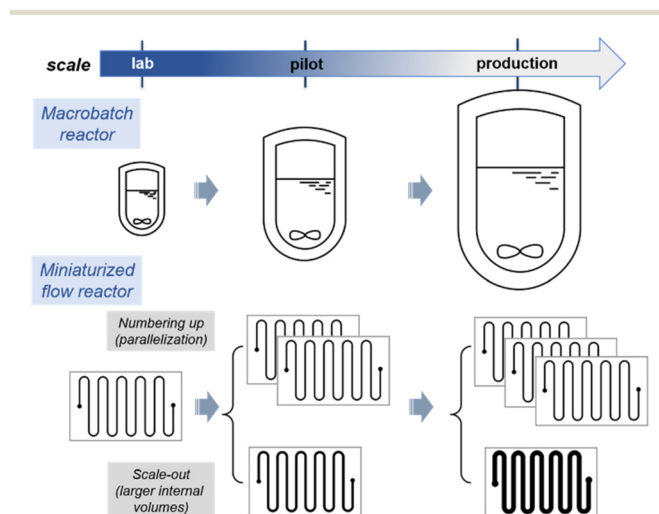 scale
lab
pilot
production
Macrobatch
reactor
Miniaturized
flow reactor
Numbering up
(parallelization)
Scale-out
(larger internal
volumes)